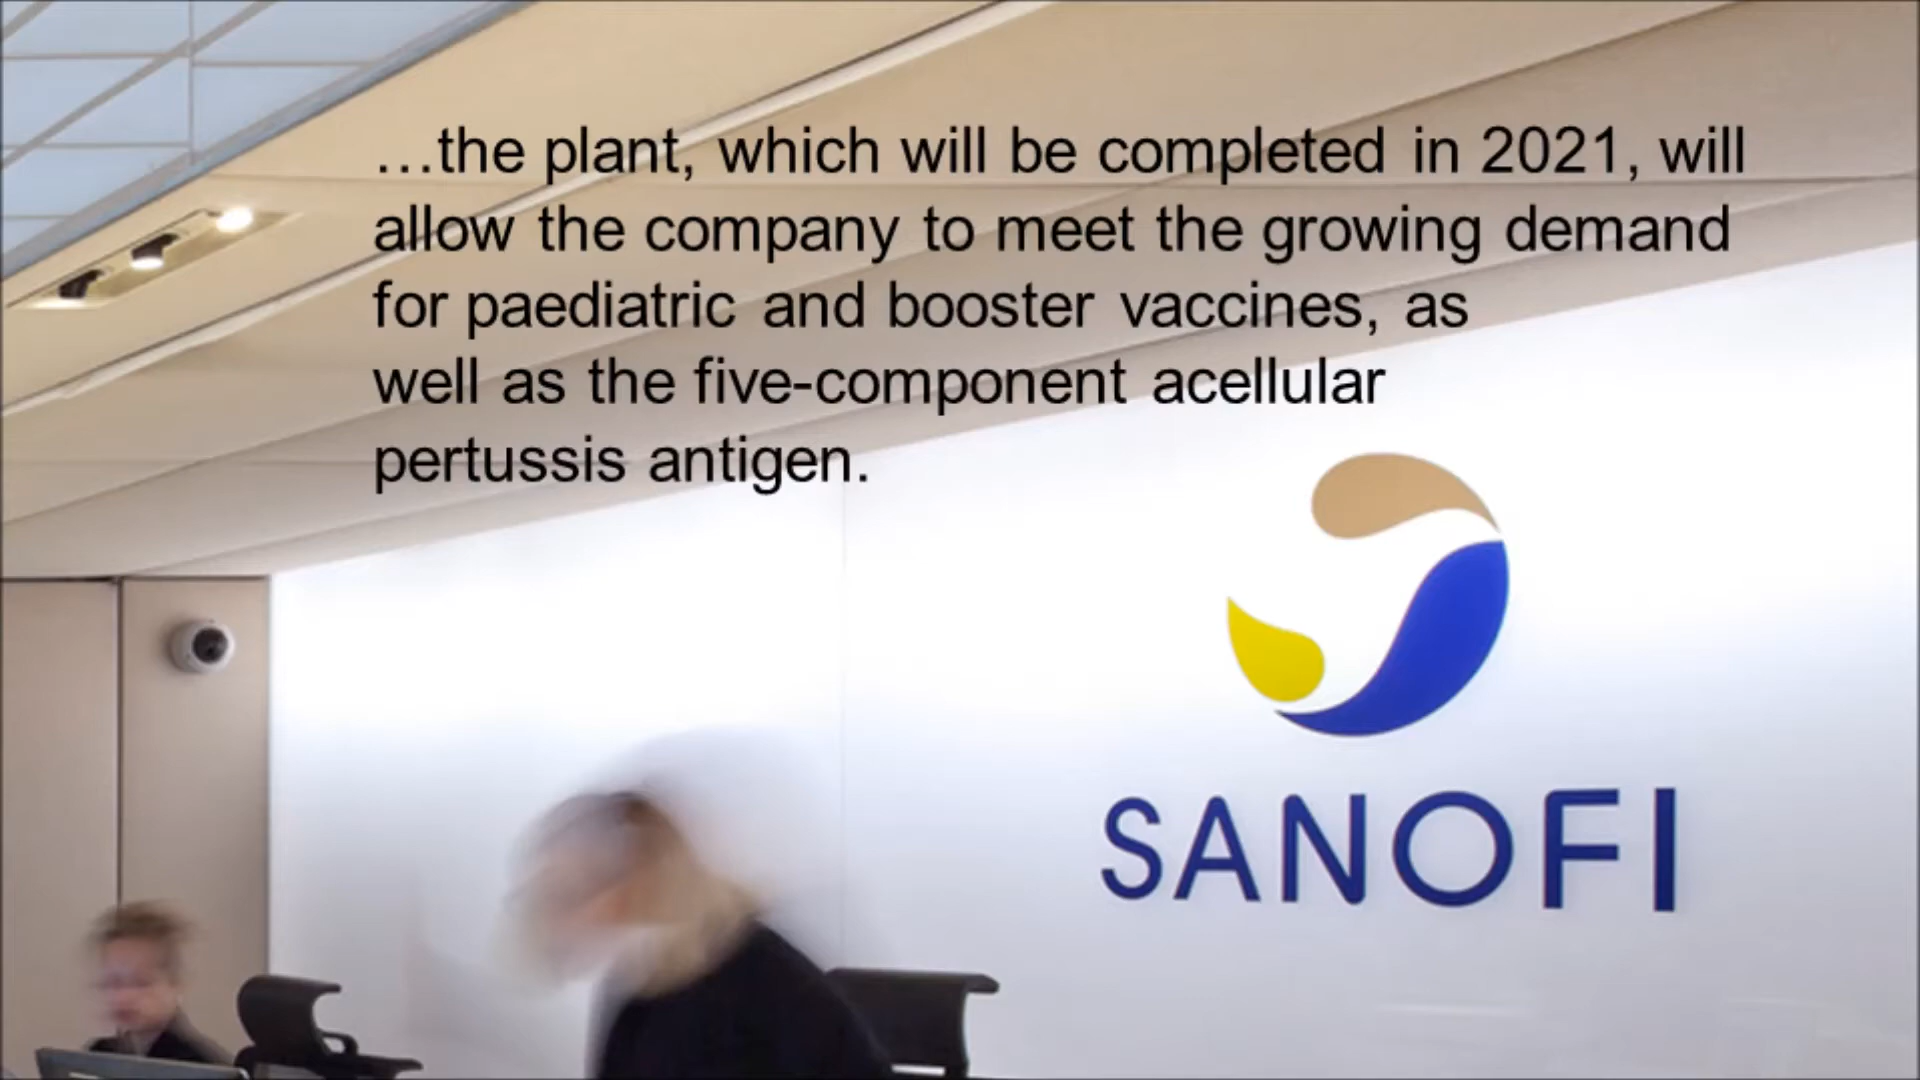 …the plant, which will be completed in 2021, will
allow the company to meet the growing demand
for paediatric and booster vaccines, as
well as the five-component acellular
pertussis antigen.
SANOFI